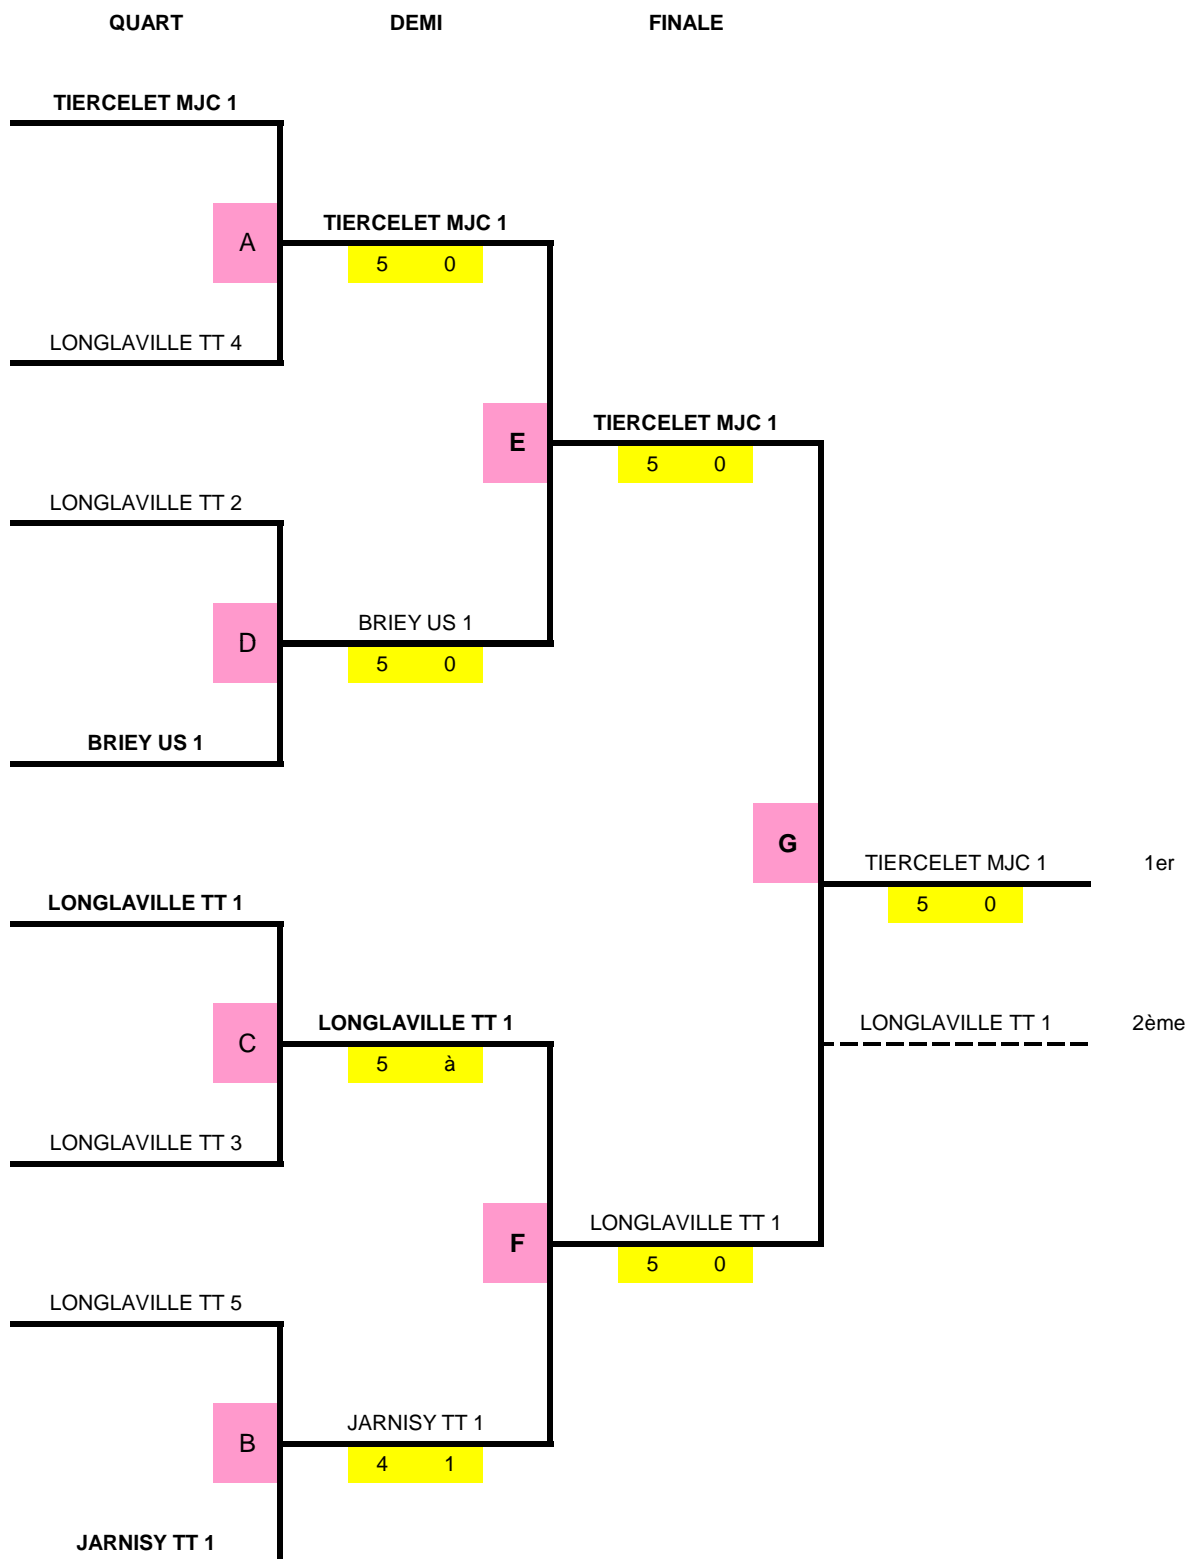 QUART DEMI FINALE
TIERCELET MJC 1
A TIERCELET MJC 1
5 0
LONGLAVILLE TT 4
E TIERCELET MJC 1
5 0
LONGLAVILLE TT 2
D BRIEY US 1
5 0
BRIEY US 1
G TIERCELET MJC 1 1er
5 0
LONGLAVILLE TT 1
C LONGLAVILLE TT 1 LONGLAVILLE TT 1 2ème
5 à
LONGLAVILLE TT 3
F LONGLAVILLE TT 1
5 0
LONGLAVILLE TT 5
B JARNISY TT 1
4 1
JARNISY TT 1